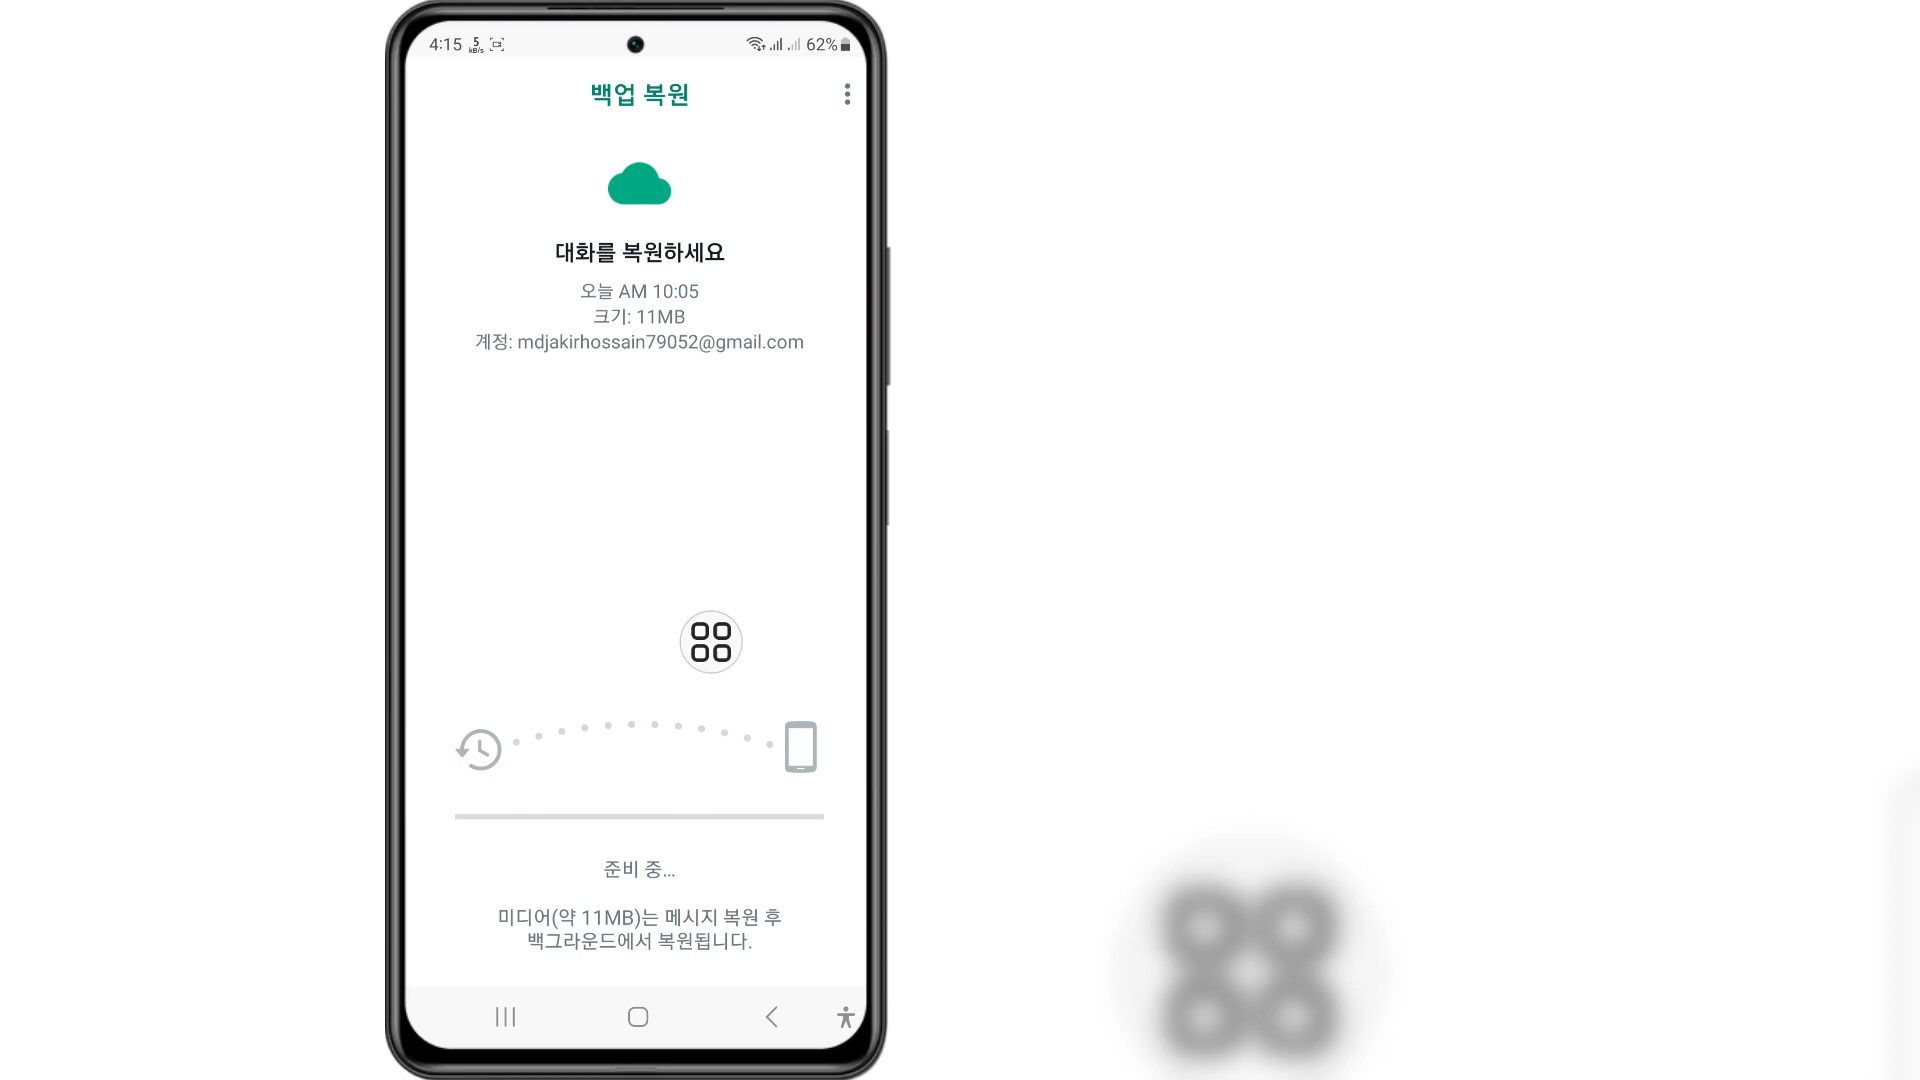 4:15 5 kB/s 62%
백업 복원
대화를 복원하세요
오늘 AM 10:05
크기: 11MB
계정: mdjakirhossain79052@gmail.com
준비 중...
미디어(약 11MB)는 메시지 복원 후
백그라운드에서 복원됩니다.